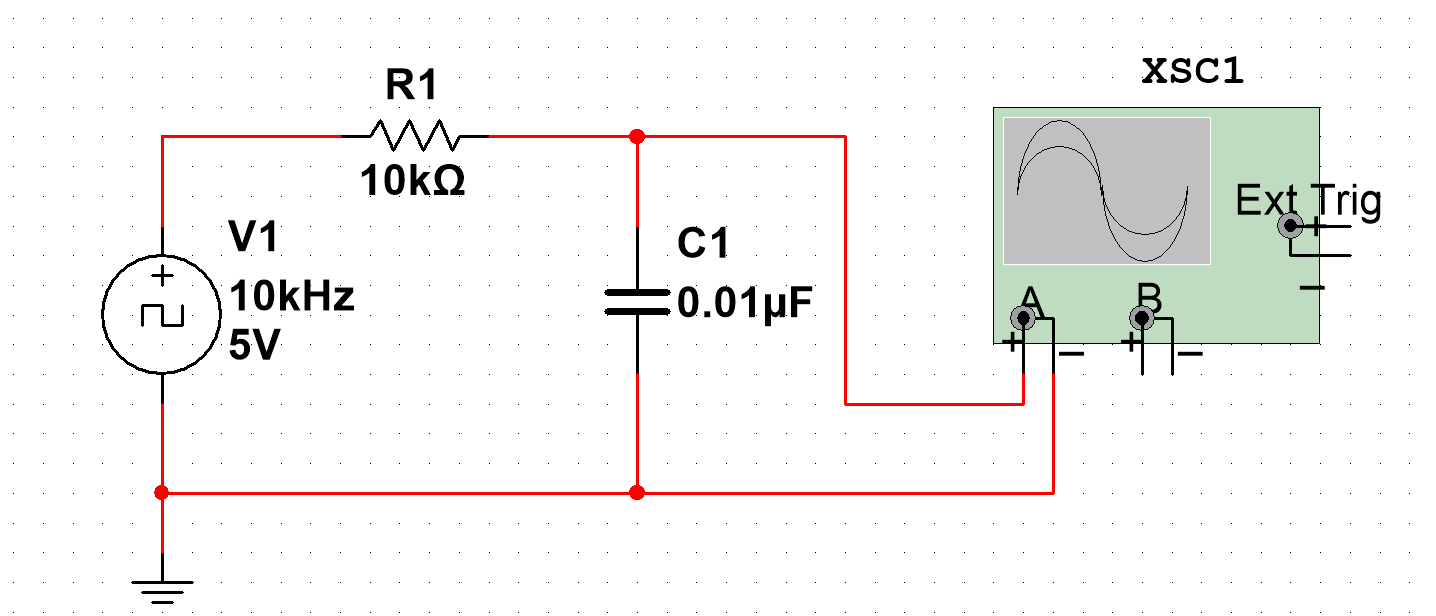 R1
10kΩ
V1
10kHz
5V
C1
0.01µF
XSC1
Ext Trig
+
−
A
B
+
−
+
−
+